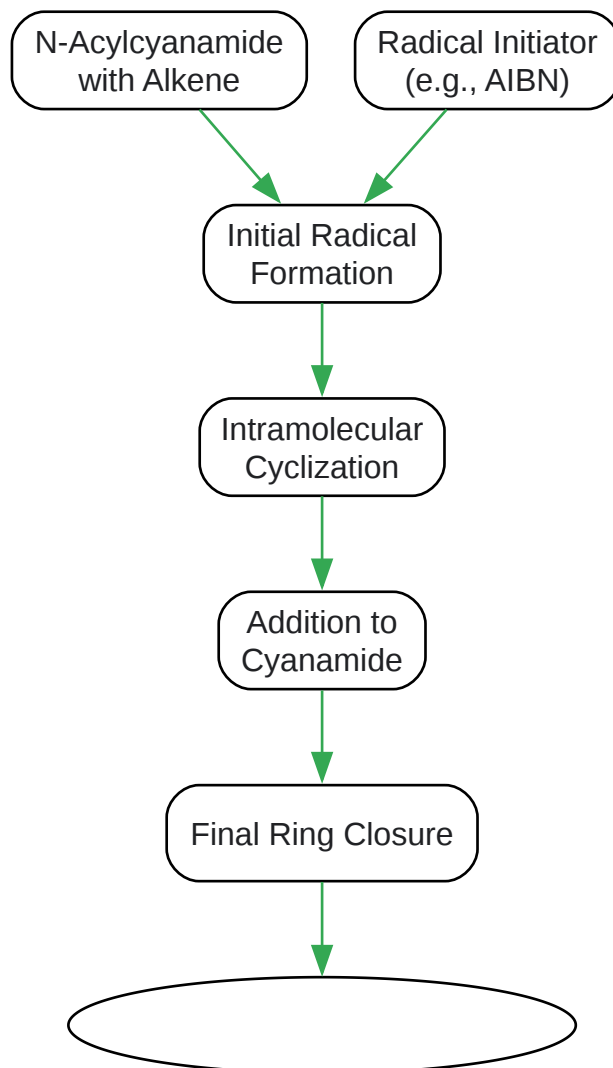 N-Acylcyanamide
with Alkene
Radical Initiator
(e.g., AIBN)
Initial Radical
Formation
Intramolecular
Cyclization
Addition to
Cyanamide
Final Ring Closure